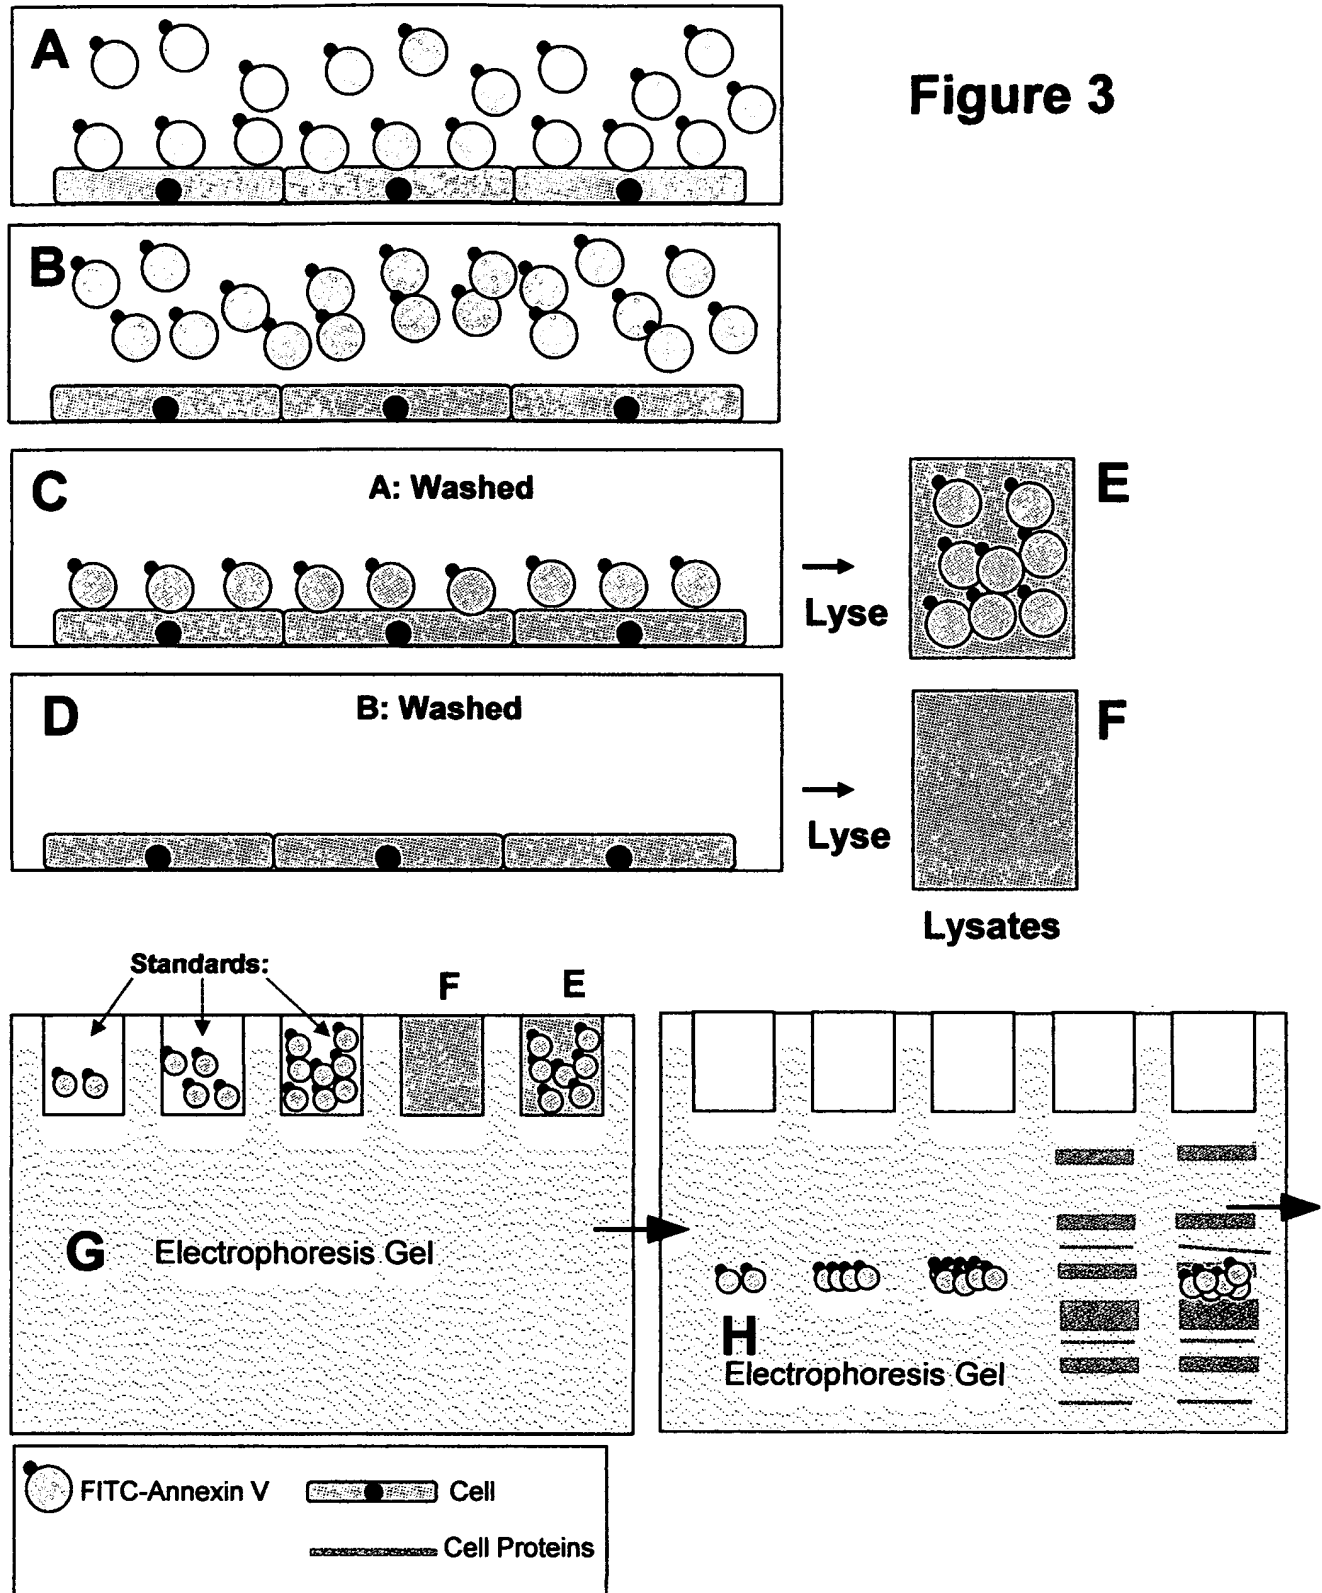 A
Figure 3
B
C
A: Washed
E
Lyse
D
B: Washed
F
Lyse
Lysates
Standards:
F
E
G
Electrophoresis Gel
H
Electrophoresis Gel
FITC-Annexin V
Cell
Cell Proteins